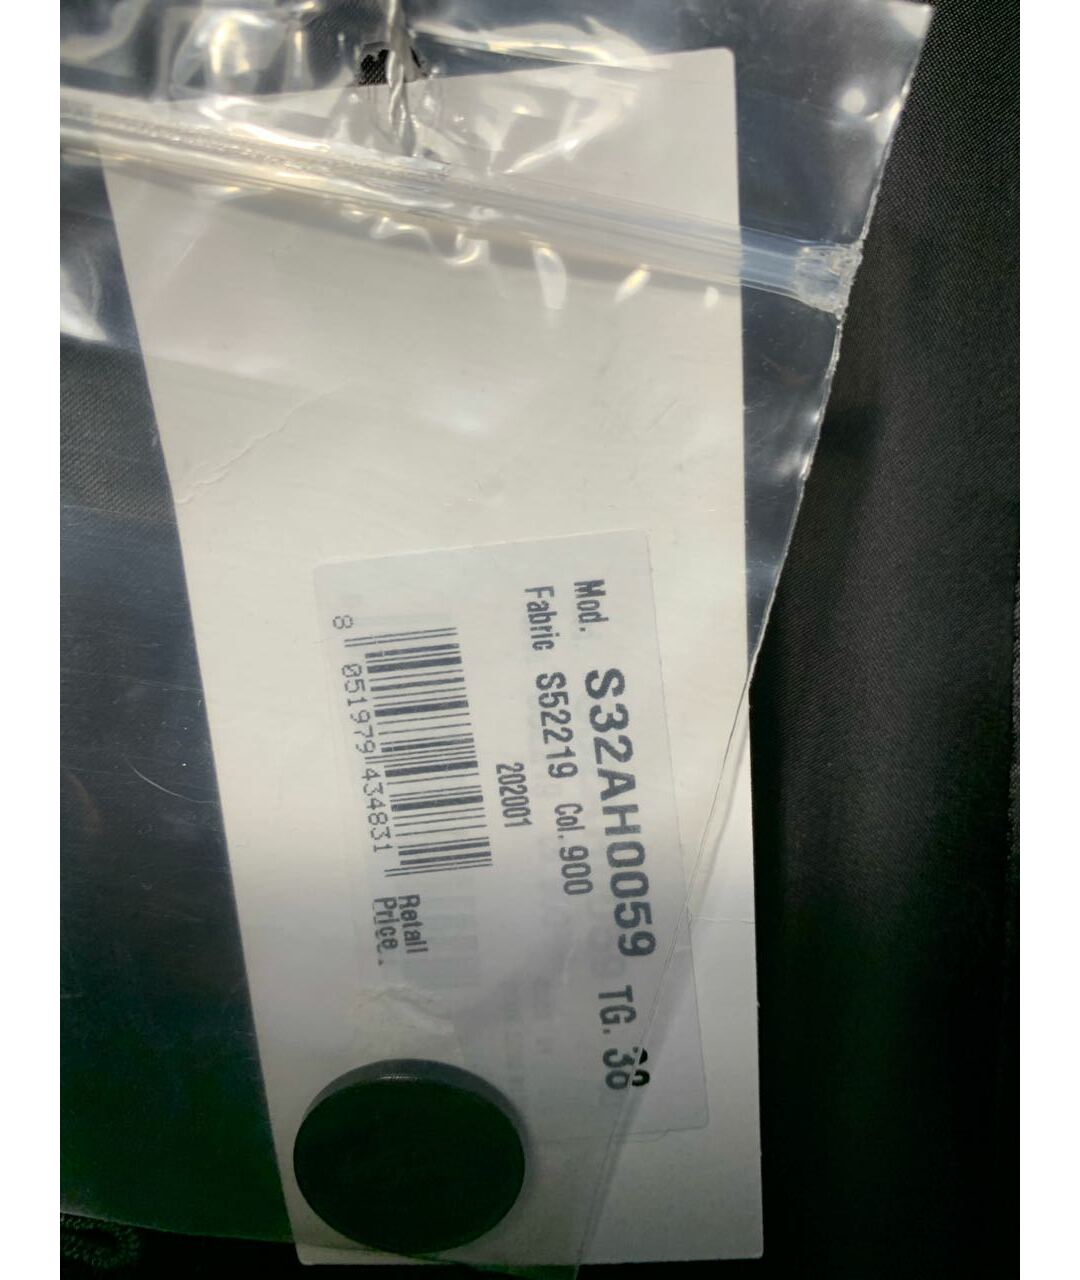 Mod. S32AH0059 TG. 38
Fabric S52219 Col.900
202001
8 051979 434831
Retail
Price.